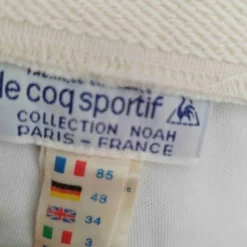 le coq sportif
COLLECTION NOAH
PARIS - FRANCE
85
48
34
3